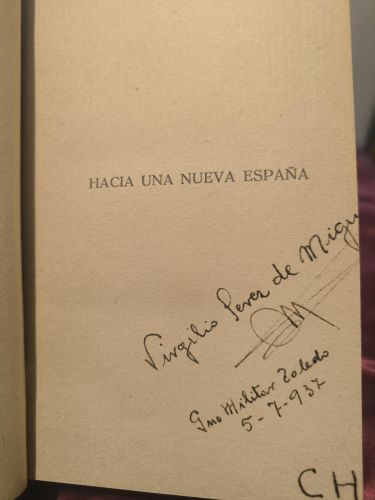 HACIA UNA NUEVA ESPAÑA
Virgilio Perez de Migu
Gno Militar Toledo
5-7-937
CH